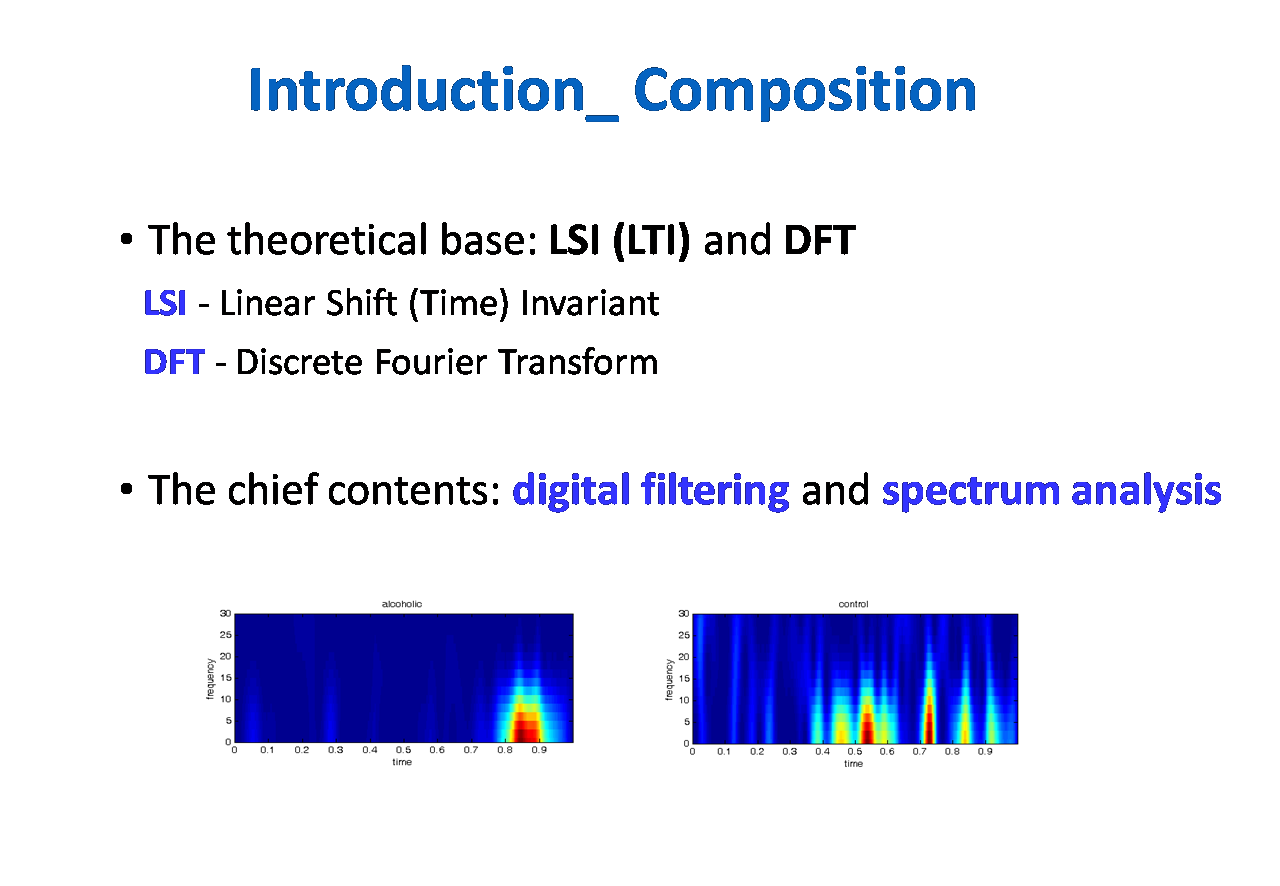 Introduction_ Composition
• The theoretical base: LSI (LTI) and DFT
LSI - Linear Shift (Time) Invariant
DFT - Discrete Fourier Transform
• The chief contents: digital filtering and spectrum analysis
alcoholic
30
25
20
15
10
5
0
frequency
0 0.1 0.2 0.3 0.4 0.5 0.6 0.7 0.8 0.9
time
control
30
25
20
15
10
5
0
frequency
0 0.1 0.2 0.3 0.4 0.5 0.6 0.7 0.8 0.9
time